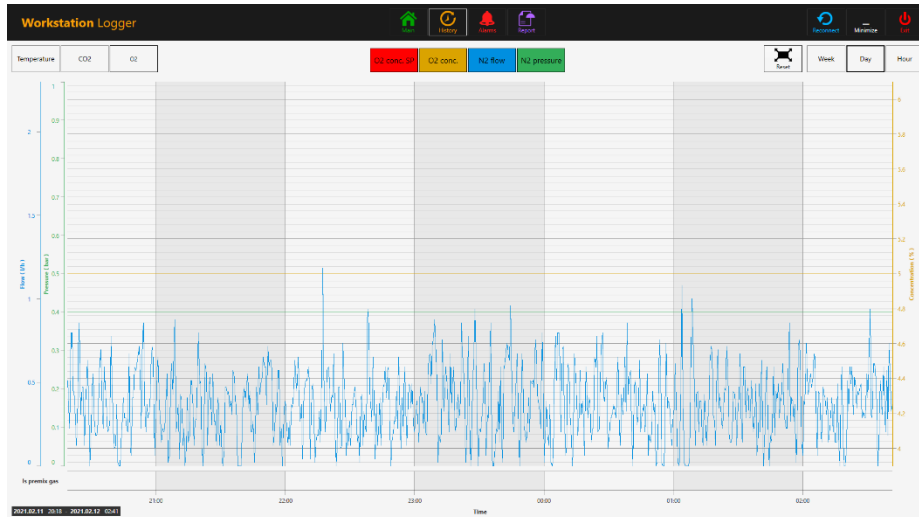 Workstation Logger
Main
History
Alarms
Report
Reconnect
Minimize
Exit
Temperature
CO2
O2
O2 conc. SP
O2 conc.
N2 flow
N2 pressure
Reset
Week
Day
Hour
Flow ( l/h )
2
1.5
1
0.5
0
Pressure ( bar )
1
0.9
0.8
0.7
0.6
0.5
0.4
0.3
0.2
0.1
0
Concentration ( % )
6
5.8
5.6
5.4
5.2
5
4.8
4.6
4.4
4.2
4
Is premix gas
21:00
22:00
23:00
00:00
01:00
02:00
Time
2021.02.11 20:18 - 2021.02.12 02:41